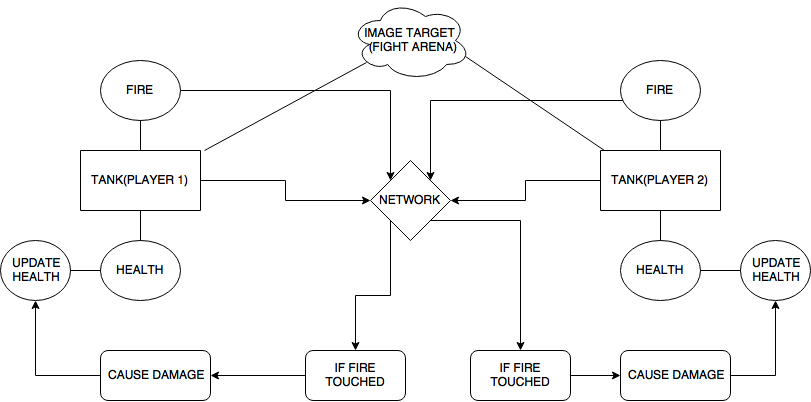 IMAGE TARGET
(FIGHT ARENA)
FIRE
FIRE
TANK(PLAYER 1)
NETWORK
TANK(PLAYER 2)
UPDATE
HEALTH
HEALTH
HEALTH
UPDATE
HEALTH
CAUSE DAMAGE
IF FIRE
TOUCHED
IF FIRE
TOUCHED
CAUSE DAMAGE